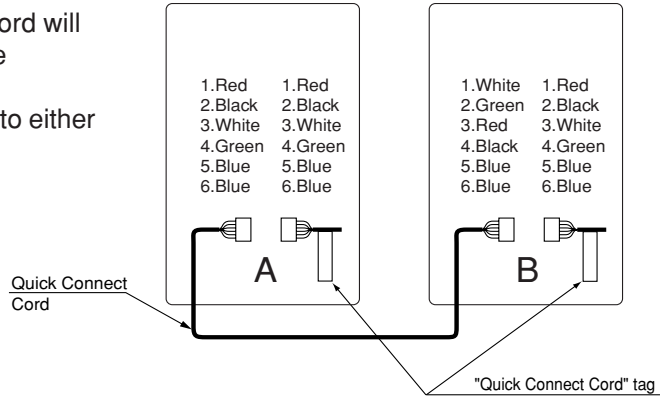 ord will
e
to either
1.Red 1.Red
2.Black 2.Black
3.White 3.White
4.Green 4.Green
5.Blue 5.Blue
6.Blue 6.Blue
A
1.White 1.Red
2.Green 2.Black
3.Red 3.White
4.Black 4.Green
5.Blue 5.Blue
6.Blue 6.Blue
B
Quick Connect
Cord
"Quick Connect Cord" tag